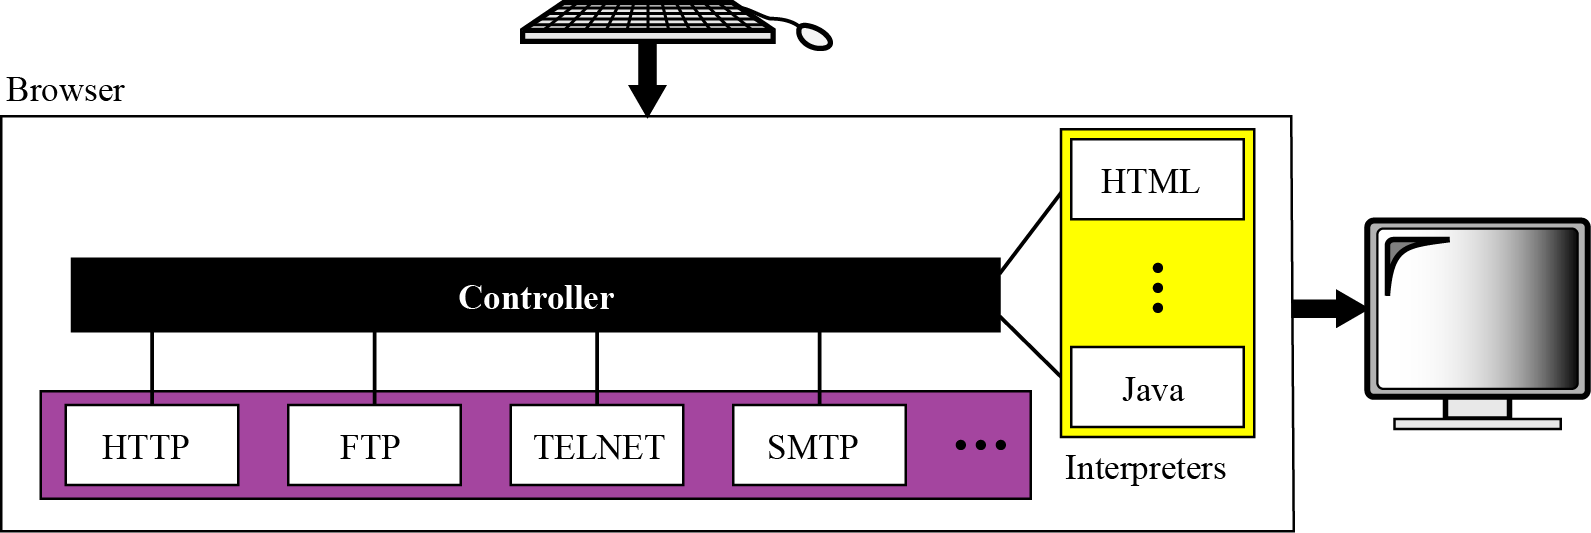 Browser
HTML
Controller
Java
HTTP
FTP
TELNET
SMTP
Interpreters